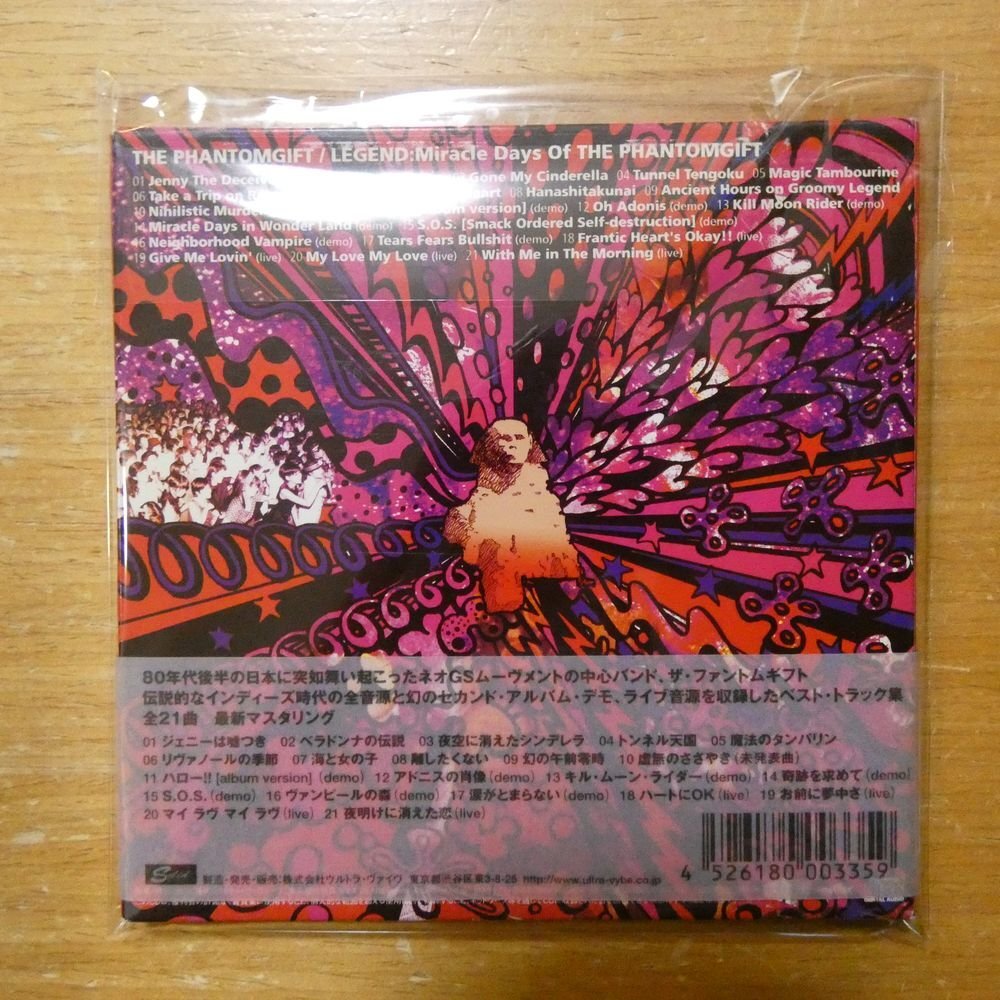 THE PHANTOMGIFT / LEGEND:Miracle Days Of THE PHANTOMGIFT
01 Jenny The Deceiv Gone My Cinderella 04 Tunnel Tengoku 05 Magic Tambourine
06 Take a Trip on 08 Hanashitakunai 09 Ancient Hours on Groomy Legend
10 Nihilistic Murde version] (demo) 12 Oh Adonis (demo) 13 Kill Moon Rider (demo)
14 Miracle Days in Wonder Land (demo) 15 S.O.S. [Smack Ordered Self-destruction] (demo)
16 Neighborhood Vampire (demo) 17 Tears Fears Bullshit (demo) 18 Frantic Heart's Okay!! (live)
19 Give Me Lovin' (live) 20 My Love My Love (live) 21 With Me in The Morning (live)
80年代後半の日本に突如舞い起こったネオGSムーヴメントの中心バンド、ザ・ファントムギフト
伝説的なインディーズ時代の全音源と幻のセカンド・アルバム・デモ、ライブ音源を収録したベスト・トラック集
全21曲 最新マスタリング
01 ジェニーは嘘つき 02 ベラドンナの伝説 03 夜空に消えたシンデレラ 04 トンネル天国 05 魔法のタンバリン
06 リヴァノールの季節 07 海と女の子 08 離したくない 09 幻の午前零時 10 虚無のささやき(未発表曲)
11 ハロー!! [album version] (demo) 12 アドニスの肖像 (demo) 13 キル・ムーン・ライダー (demo) 14 奇跡を求めて (demo)
15 S.O.S. (demo) 16 ヴァンピールの森 (demo) 17 涙がとまらない (demo) 18 ハートにOK (live) 19 お前に夢中さ (live)
20 マイ ラヴ マイ ラヴ (live) 21 夜明けに消えた恋 (live)
Solid
製造・発売・販売:株式会社ウルトラ・ヴァイヴ 東京都渋谷区東3-8-25 http://www.ultra-vybe.co.jp
4 526180 003359